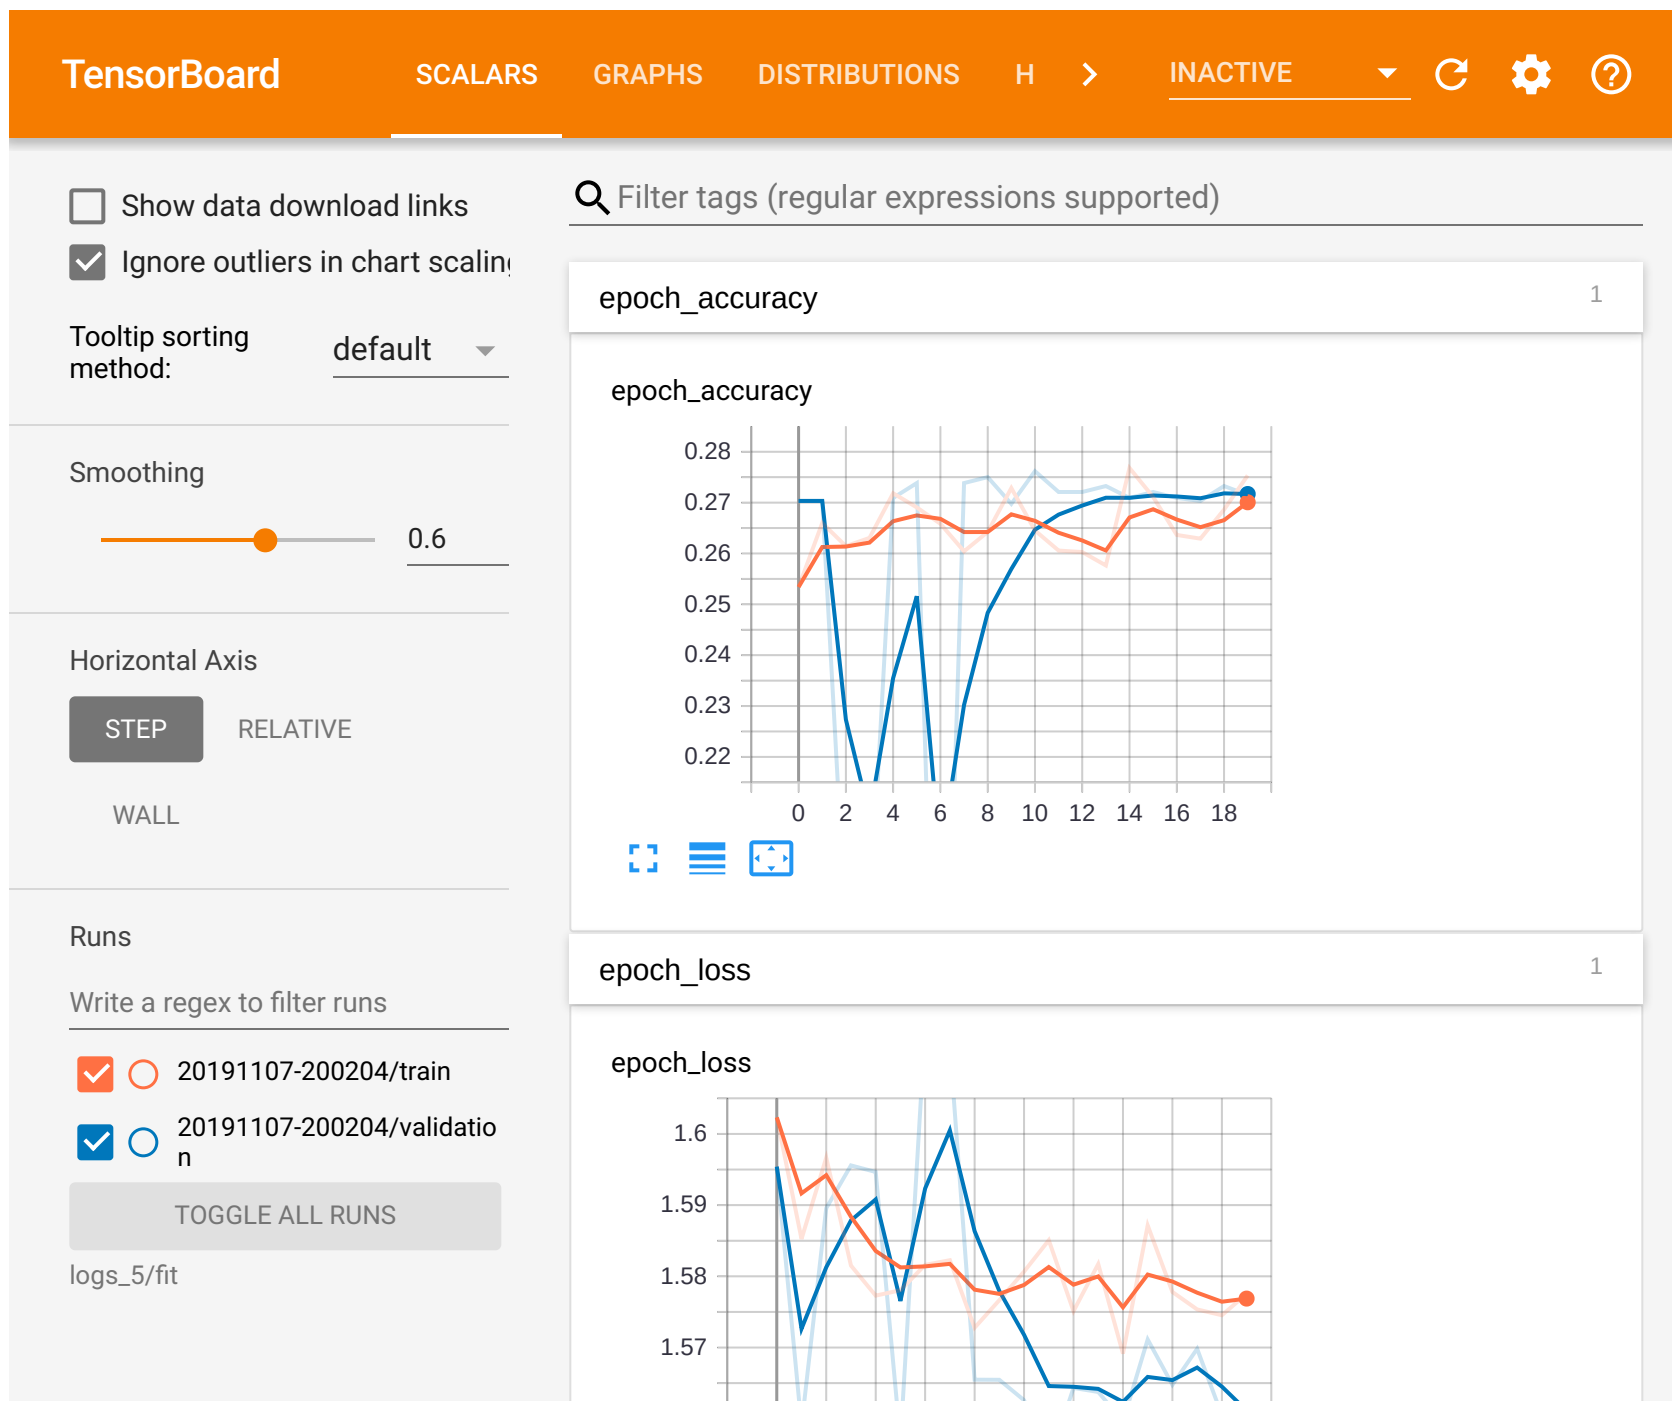 TensorBoard
SCALARS
GRAPHS
DISTRIBUTIONS
H
INACTIVE
Show data download links
Ignore outliers in chart scaling
Tooltip sorting
method:
default
Smoothing
0.6
Horizontal Axis
STEP
RELATIVE
WALL
Runs
Write a regex to filter runs
20191107-200204/train
20191107-200204/validatio
n
TOGGLE ALL RUNS
logs_5/fit
Filter tags (regular expressions supported)
epoch_accuracy
1
epoch_accuracy
0.28
0.27
0.26
0.25
0.24
0.23
0.22
0 2 4 6 8 10 12 14 16 18
epoch_loss
1
epoch_loss
1.6
1.59
1.58
1.57